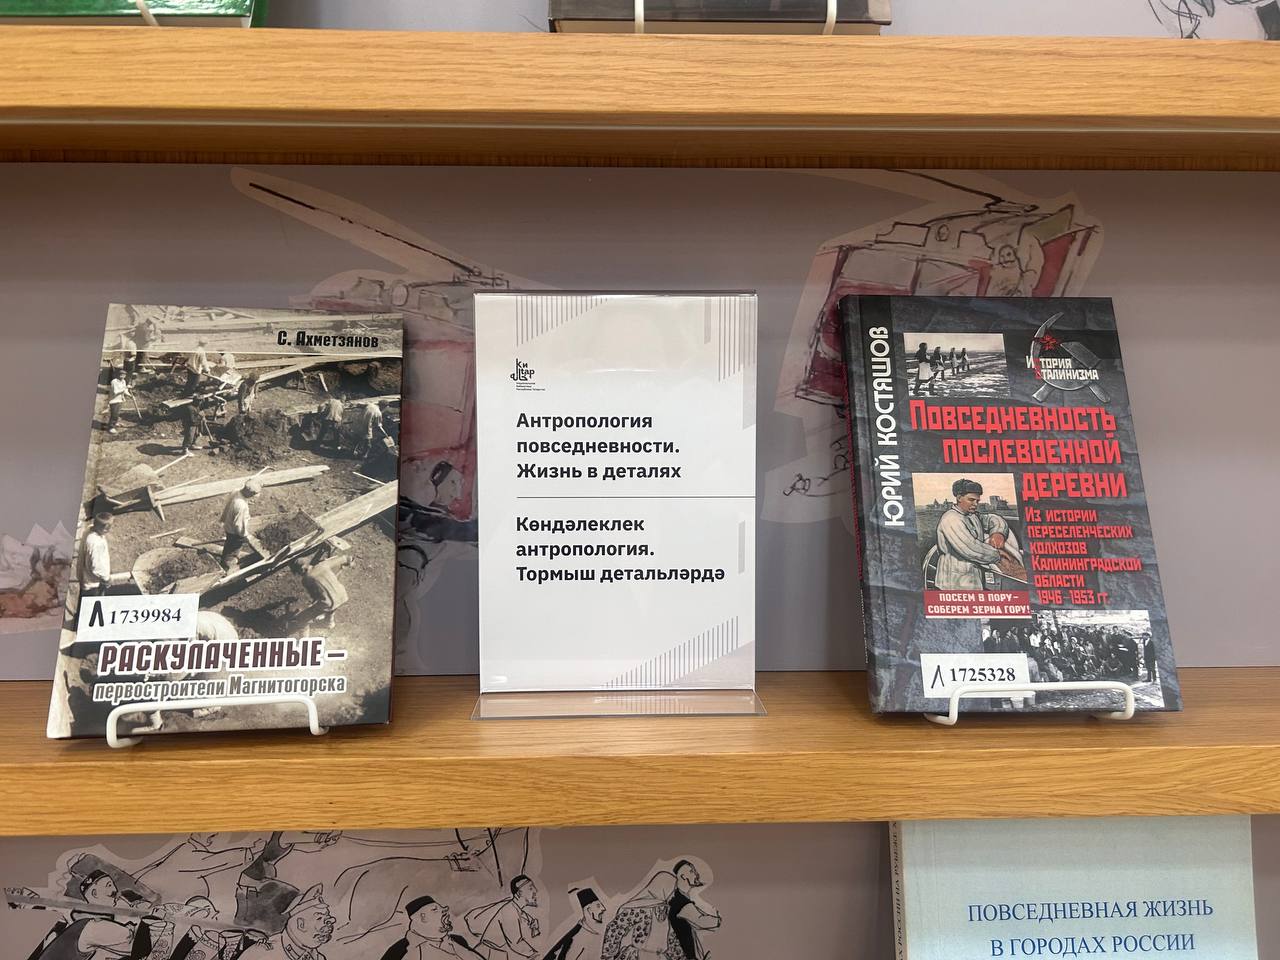 С. Ахметзянов
Л 1739984
РАСКУЛАЧЕННЫЕ –
первостроители Магнитогорска
Антропология
повседневности.
Жизнь в деталях
Көндәлеклек
антропология.
Тормыш детальләрдә
ЮРИЙ КОСТЯШОВ
ИСТОРИЯ
СТАЛИНИЗМА
ПОВСЕДНЕВНОСТЬ
ПОСЛЕВОЕННОЙ
ДЕРЕВНИ
ИЗ ИСТОРИИ
ПЕРЕСЕЛЕНЧЕСКИХ
КОЛХОЗОВ
КАЛИНИНГРАДСКОЙ
ОБЛАСТИ
1946–1953 ГГ.
ПОСЕЕМ В ПОРУ–
СОБЕРЕМ ЗЕРНА ГОРУ!
Л 1725328
ПОВСЕДНЕВНАЯ ЖИЗНЬ
В ГОРОДАХ РОССИИ